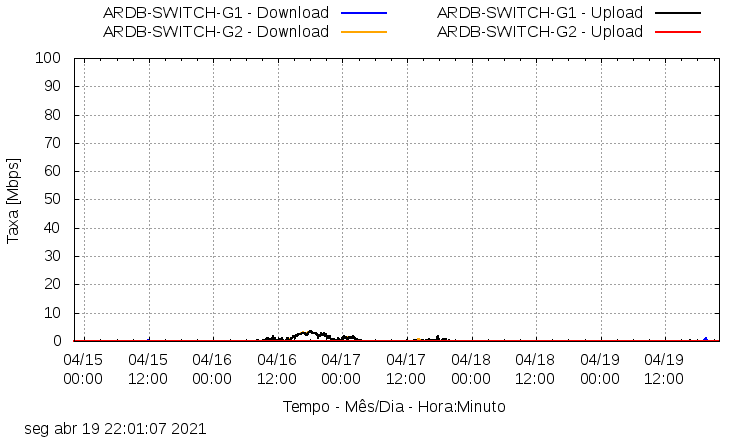 ARDB-SWITCH-G1 - Download ARDB-SWITCH-G1 - Upload
ARDB-SWITCH-G2 - Download ARDB-SWITCH-G2 - Upload
100
90
80
70
60
50
40
30
20
10
0
Taxa [Mbps]
04/15 04/15 04/16 04/16 04/17 04/17 04/18 04/18 04/19 04/19
00:00 12:00 00:00 12:00 00:00 12:00 00:00 12:00 00:00 12:00
Tempo - Mês/Dia - Hora:Minuto
seg abr 19 22:01:07 2021